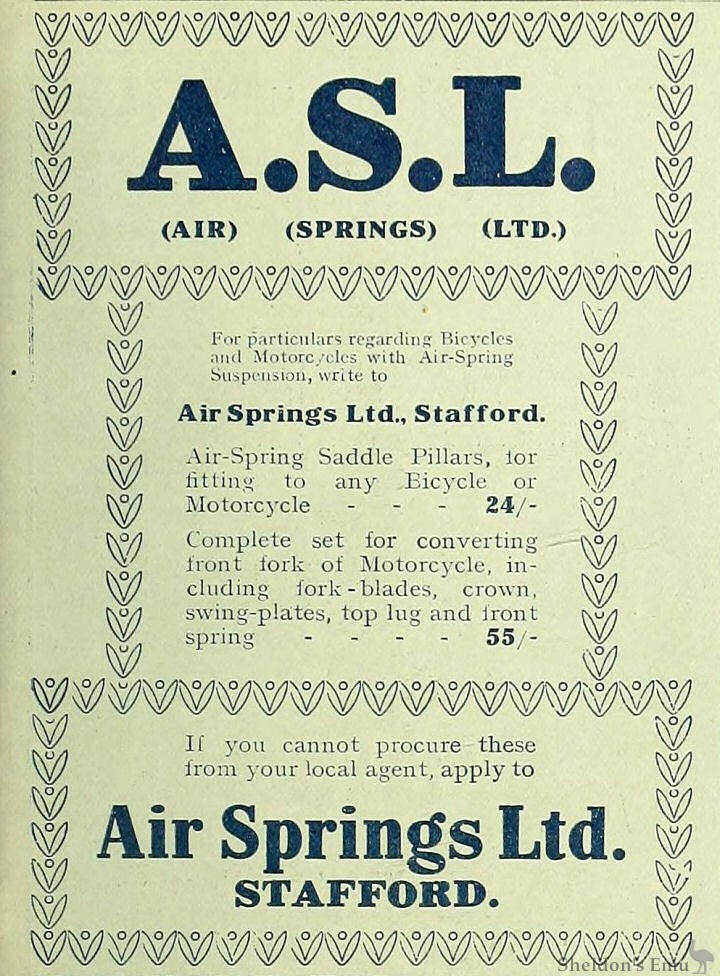 A.S.L.
(AIR) (SPRINGS) (LTD.)
For particulars regarding Bicycles
and Motorcycles with Air-Spring
Suspension, write to
Air Springs Ltd., Stafford.
Air-Spring Saddle Pillars, for
fitting to any Bicycle or
Motorcycle - - - 24/-
Complete set for converting
front fork of Motorcycle, in-
cluding fork-blades, crown,
swing-plates, top lug and front
spring - - - - 55/-
If you cannot procure these
from your local agent, apply to
Air Springs Ltd.
STAFFORD.
Sheldon's Emu